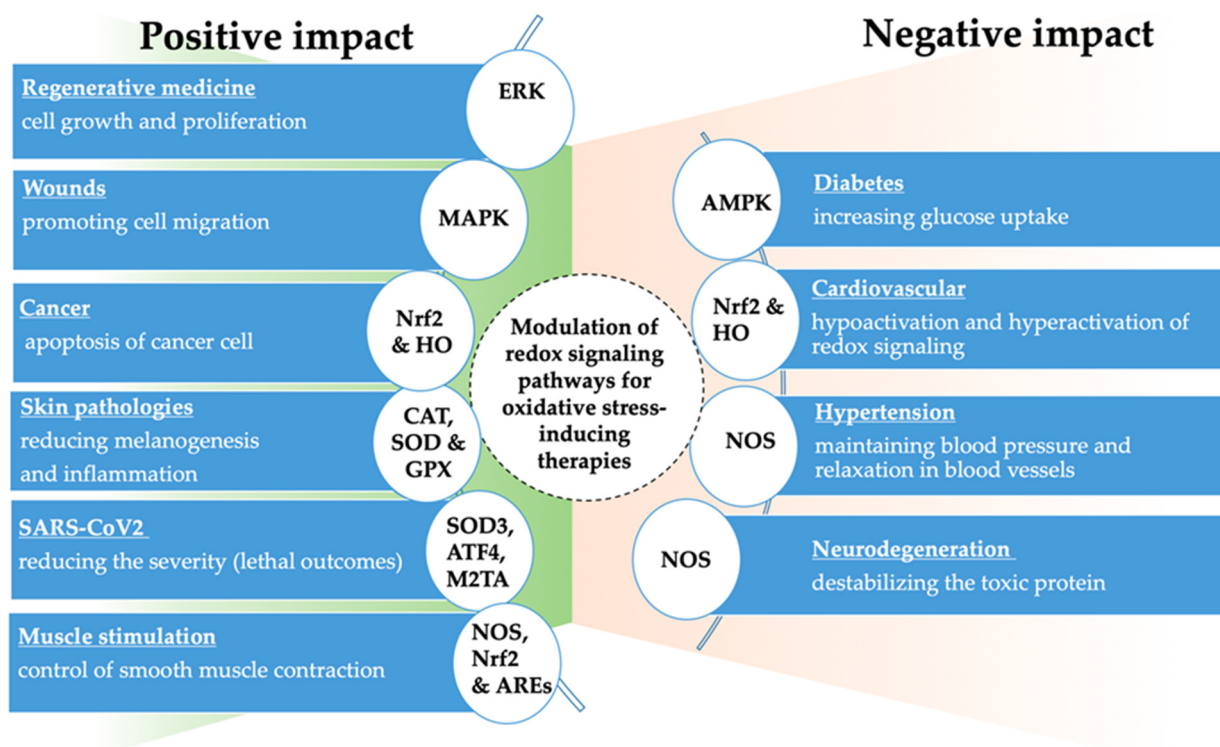 Positive impact
Regenerative medicine
cell growth and proliferation
ERK
Wounds
promoting cell migration
MAPK
Cancer
apoptosis of cancer cell
Nrf2
& HO
Skin pathologies
reducing melanogenesis
and inflammation
CAT,
SOD &
GPX
SARS-CoV2
reducing the severity (lethal outcomes)
SOD3,
ATF4,
M2TA
Muscle stimulation
control of smooth muscle contraction
NOS,
Nrf2
& AREs
Modulation of
redox signaling
pathways for
oxidative stress-
inducing
therapies
Negative impact
AMPK
Diabetes
increasing glucose uptake
Nrf2 &
HO
Cardiovascular
hypoactivation and hyperactivation of
redox signaling
NOS
Hypertension
maintaining blood pressure and
relaxation in blood vessels
NOS
Neurodegeneration
destabilizing the toxic protein